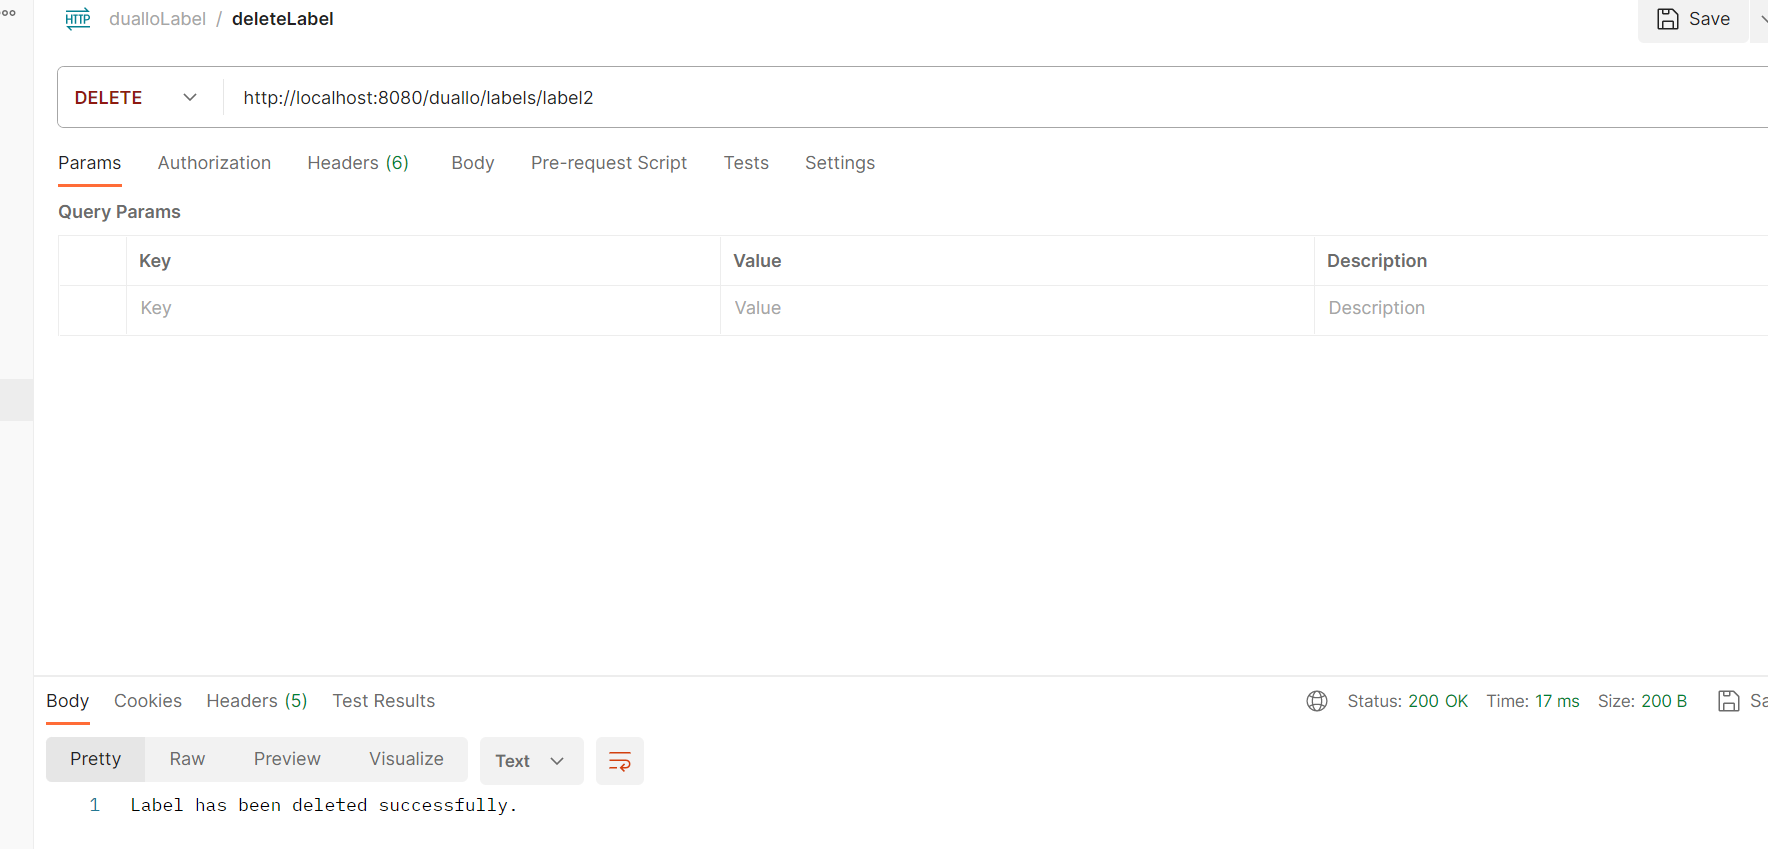 HTTP dualloLabel / deleteLabel Save
DELETE http://localhost:8080/duallo/labels/label2
Params Authorization Headers (6) Body Pre-request Script Tests Settings
Query Params
Key Value Description
Key Value Description
Body Cookies Headers (5) Test Results Status: 200 OK Time: 17 ms Size: 200 B Sa
Pretty Raw Preview Visualize Text
1 Label has been deleted successfully.